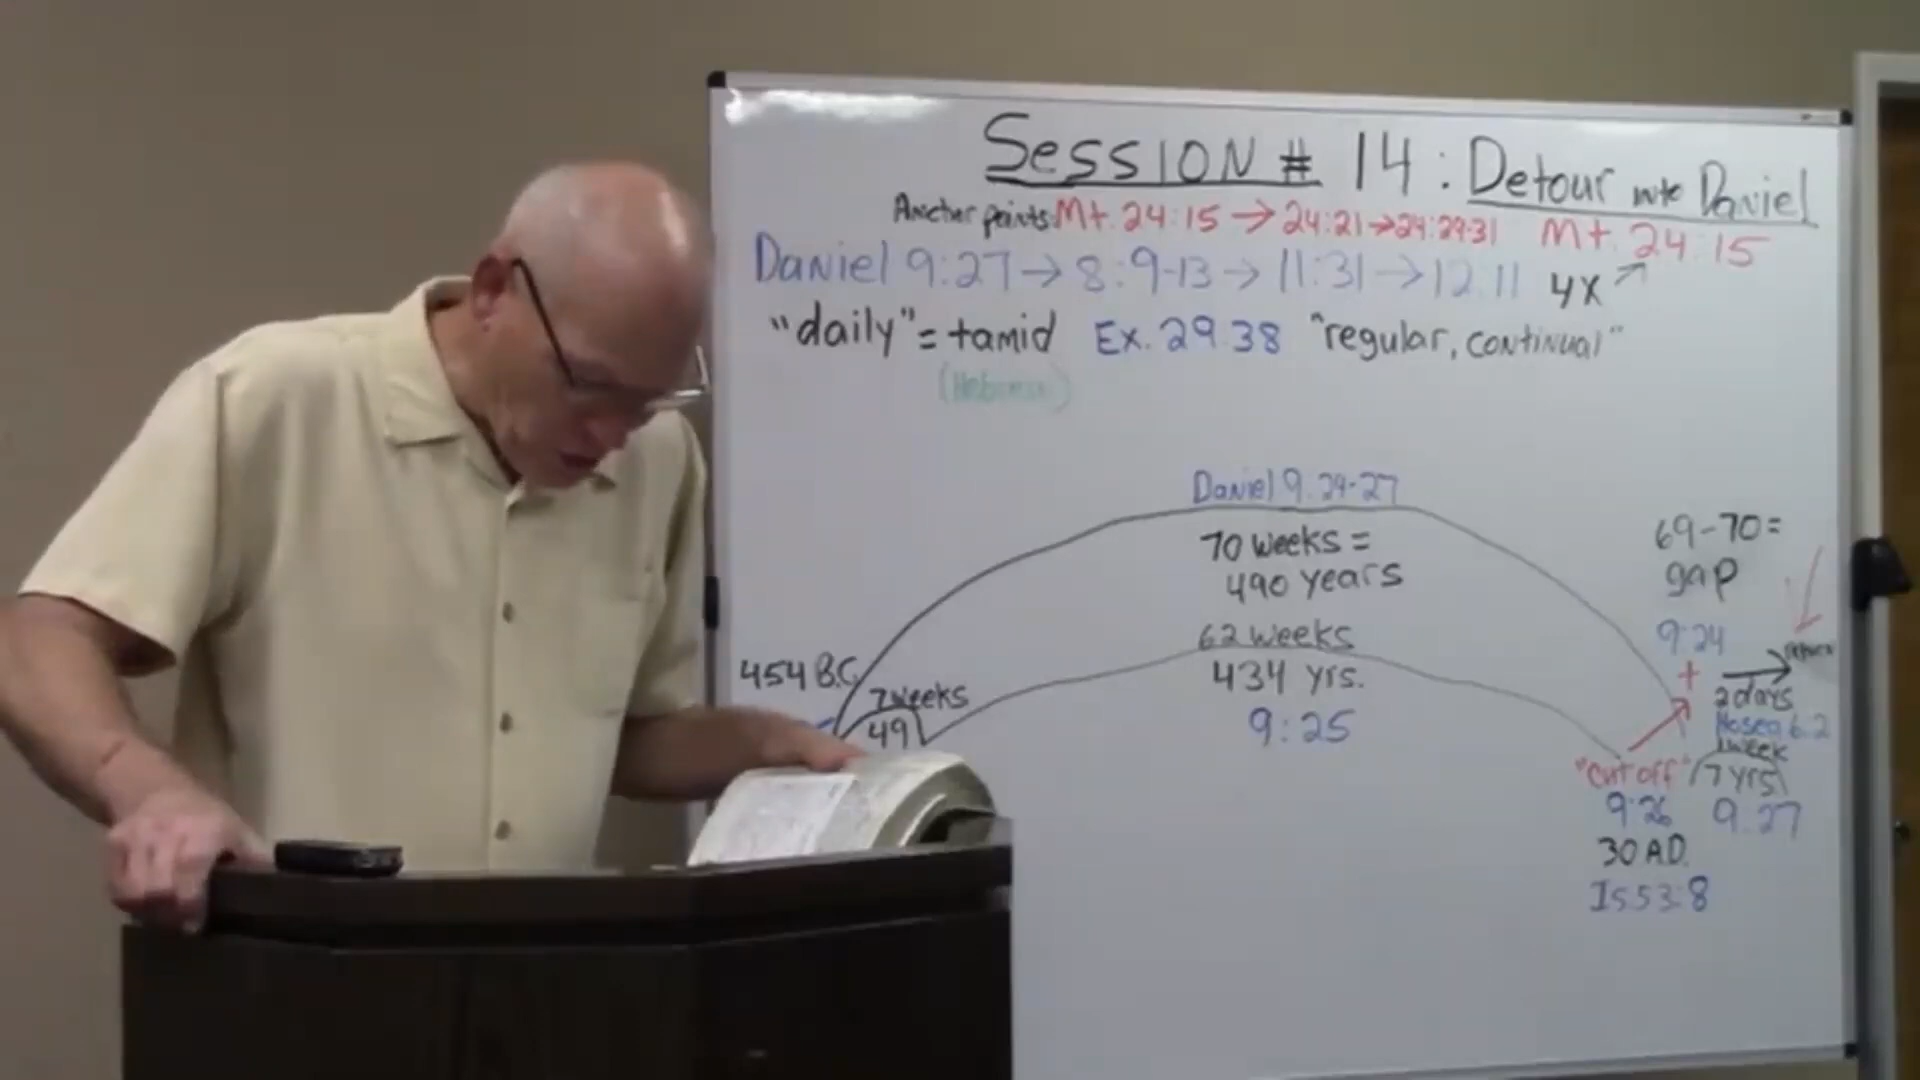 Session # 14 : Detour into Daniel
Anchor points: Mt. 24:15 → 24:21 → 24:29-31 Mt. 24:15
Daniel 9:27 → 8:9-13 → 11:31 → 12:11 4x ↗
"daily" = tamid Ex. 29:38 "regular, continual"
(Hebrew)
Daniel 9:24-27
70 weeks =
490 years
69-70 =
gap
62 weeks
434 yrs.
9:25
454 B.C.
7 weeks
49
9:24
+ → return
2 days
Hosea 6:2
1 week
"cut off" 7 yrs
9:26 9:27
30 A.D.
Is 53:8